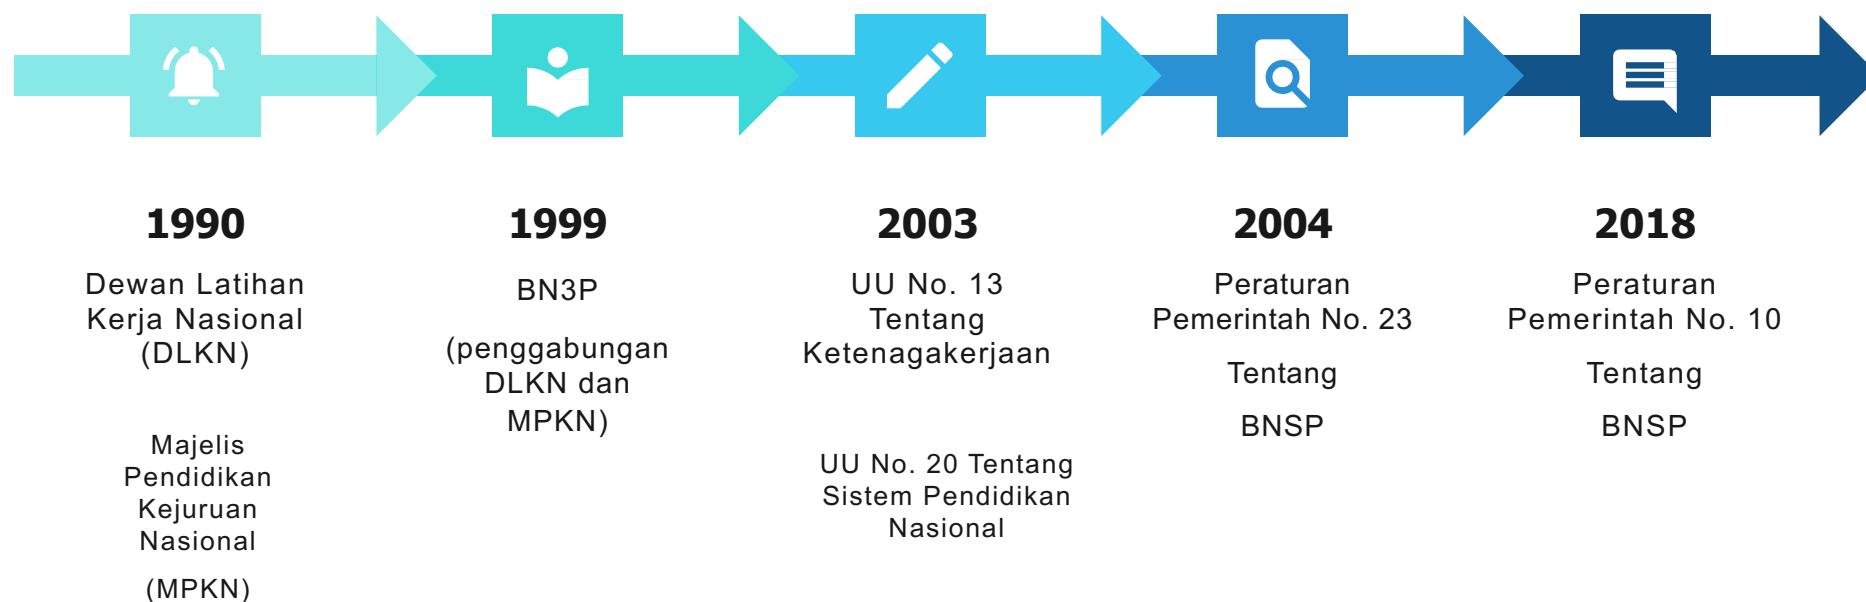 1990
Dewan Latihan
Kerja Nasional
(DLKN)
Majelis
Pendidikan
Kejuruan
Nasional
(MPKN)
1999
BN3P
(penggabungan
DLKN dan
MPKN)
2003
UU No. 13
Tentang
Ketenagakerjaan
UU No. 20 Tentang
Sistem Pendidikan
Nasional
2004
Peraturan
Pemerintah No. 23
Tentang
BNSP
2018
Peraturan
Pemerintah No. 10
Tentang
BNSP